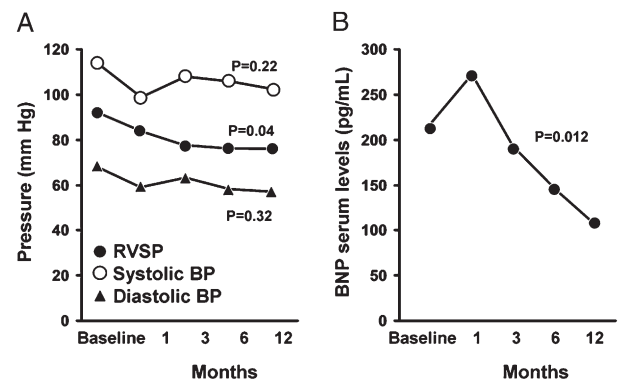 A
Pressure (mm Hg)
120
100
80
60
40
20
0
P=0.22
P=0.04
P=0.32
RVSP
Systolic BP
Diastolic BP
Baseline 1 3 6 12
Months
B
BNP serum levels (pg/mL)
300
250
200
150
100
50
0
P=0.012
Baseline 1 3 6 12
Months